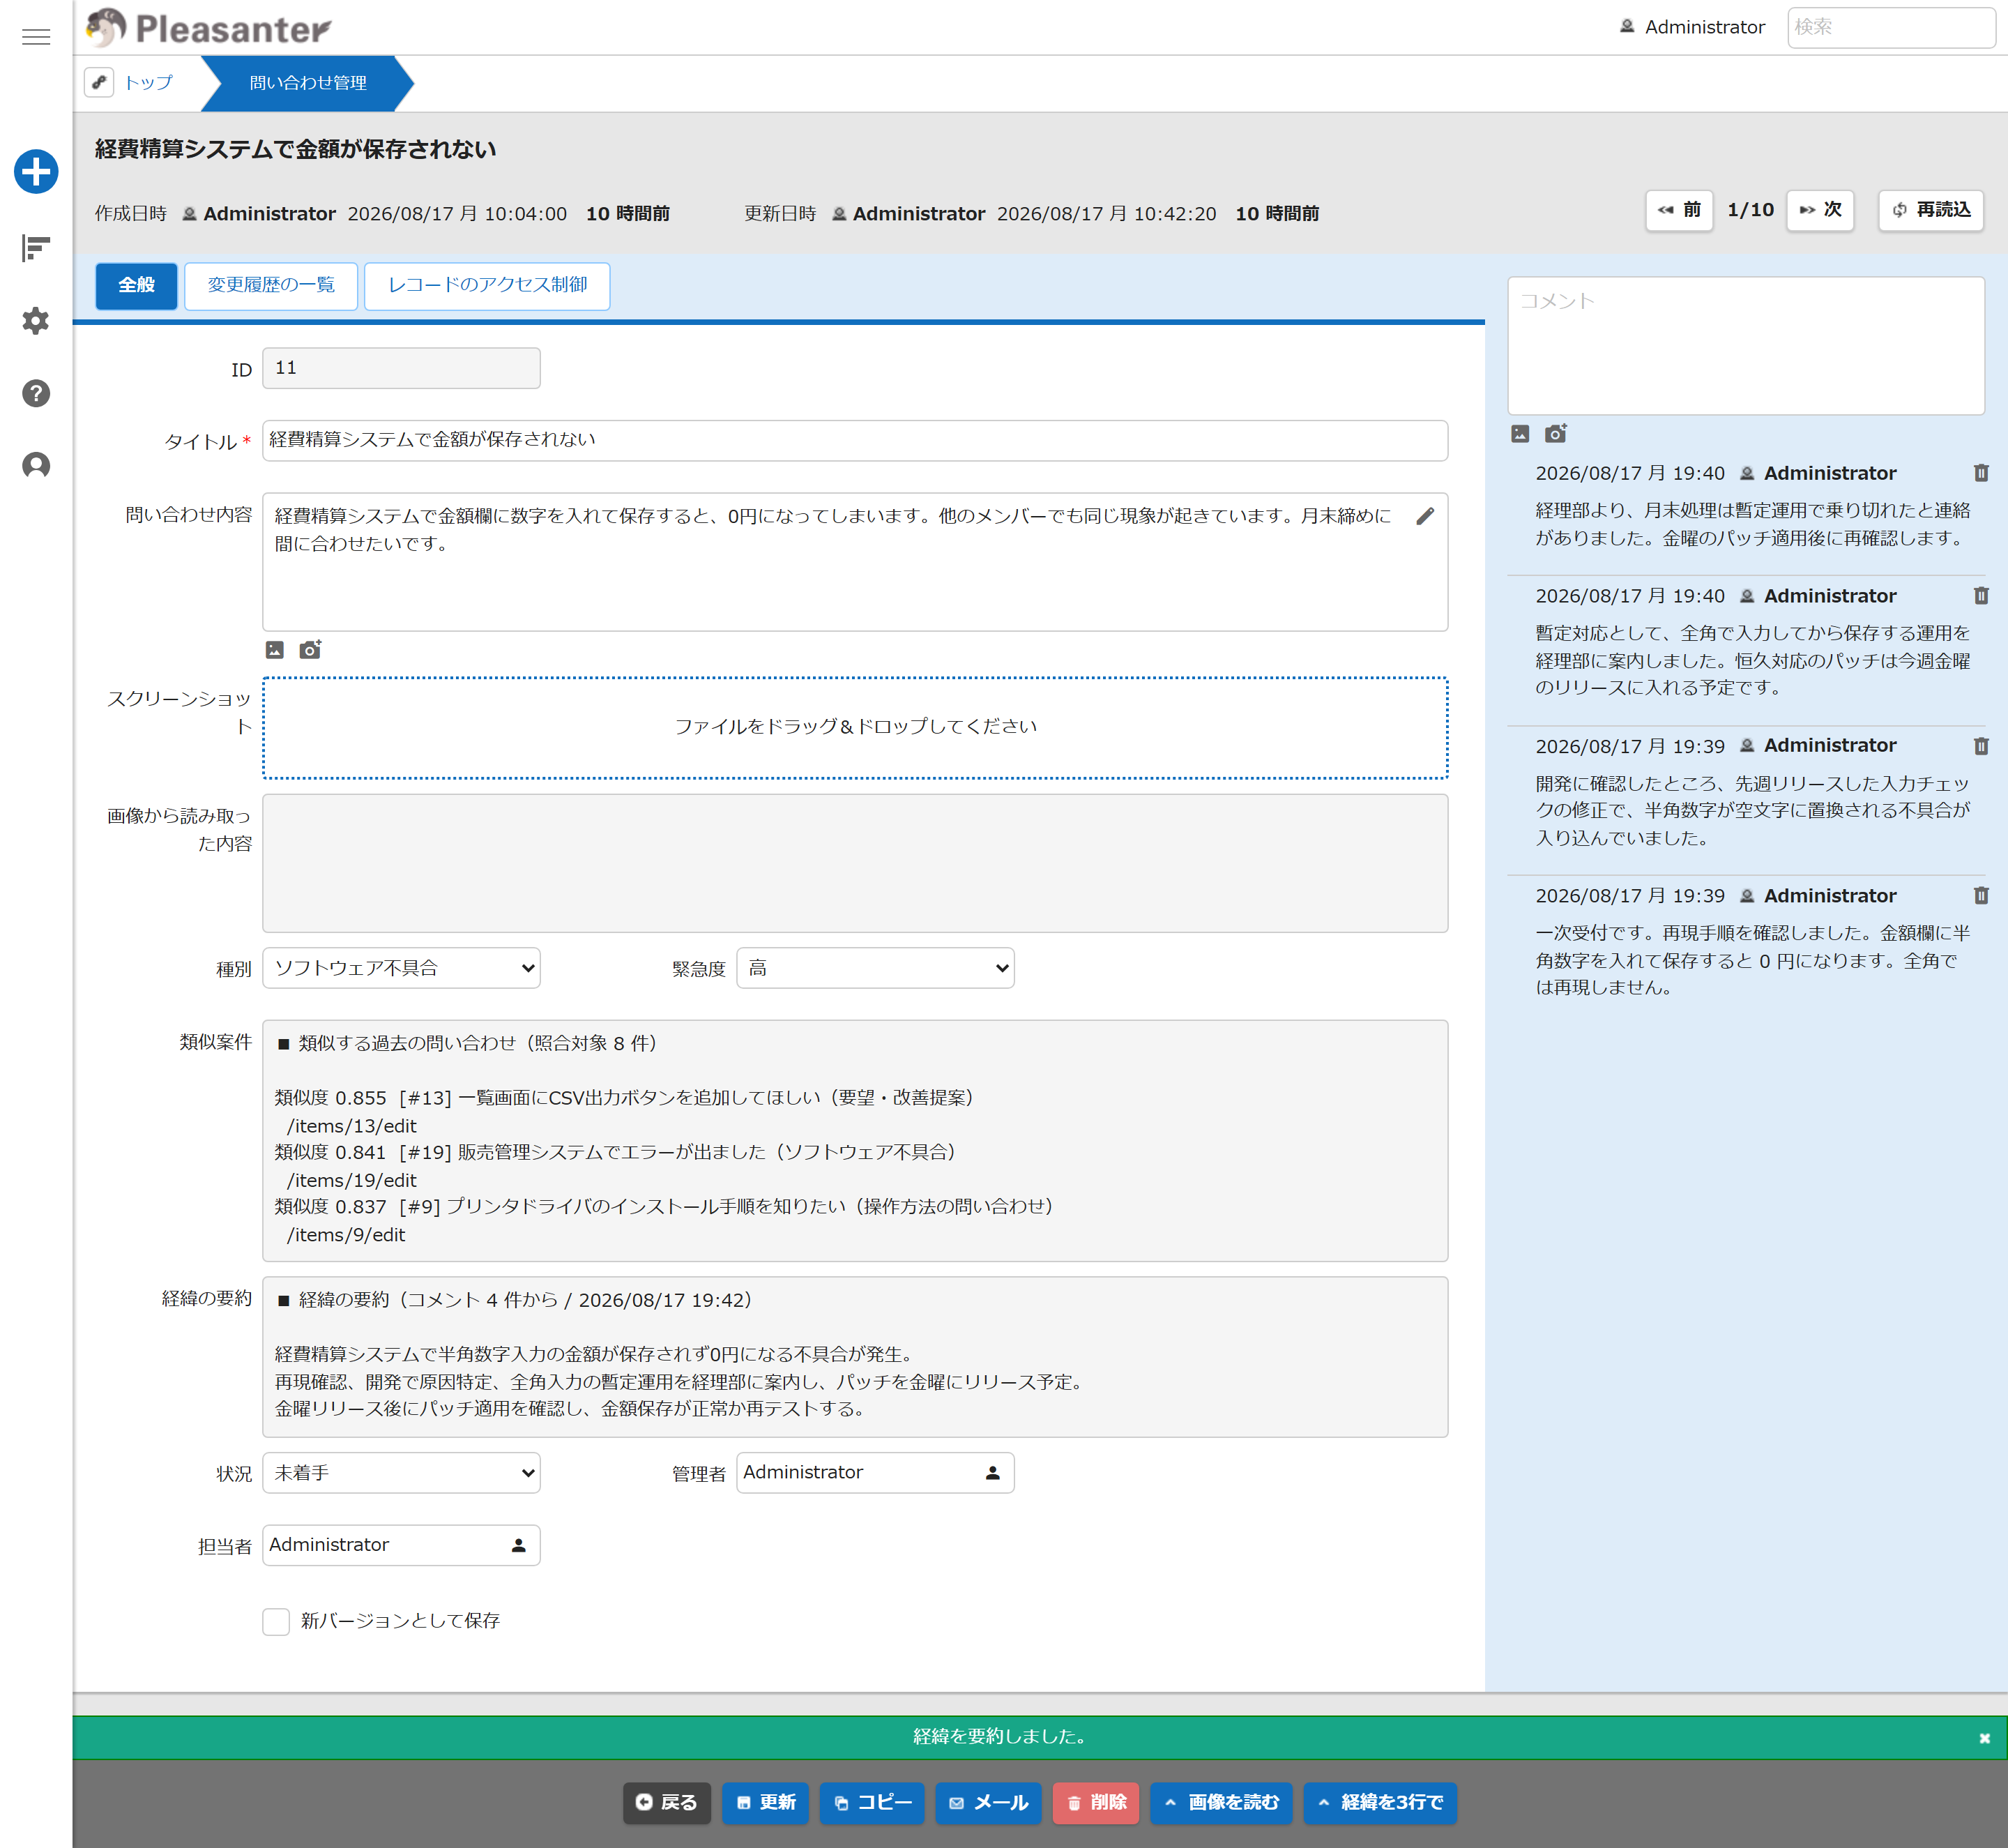 Pleasanter
Administrator
検索
トップ
問い合わせ管理
経費精算システムで金額が保存されない
作成日時 Administrator 2026/08/17 月 10:04:00 10 時間前
更新日時 Administrator 2026/08/17 月 10:42:20 10 時間前
前 1/10 次 再読込
全般 変更履歴の一覧 レコードのアクセス制御
ID 11
タイトル* 経費精算システムで金額が保存されない
問い合わせ内容
経費精算システムで金額欄に数字を入れて保存すると、0円になってしまいます。他のメンバーでも同じ現象が起きています。月末締めに
間に合わせたいです。
スクリーンショッ
ト
ファイルをドラッグ＆ドロップしてください
画像から読み取っ
た内容
種別 ソフトウェア不具合 緊急度 高
類似案件
■ 類似する過去の問い合わせ（照合対象 8 件）
類似度 0.855 [#13] 一覧画面にCSV出力ボタンを追加してほしい（要望・改善提案）
/items/13/edit
類似度 0.841 [#19] 販売管理システムでエラーが出ました（ソフトウェア不具合）
/items/19/edit
類似度 0.837 [#9] プリンタドライバのインストール手順を知りたい（操作方法の問い合わせ）
/items/9/edit
経緯の要約
■ 経緯の要約（コメント 4 件から / 2026/08/17 19:42）
経費精算システムで半角数字入力の金額が保存されず0円になる不具合が発生。
再現確認、開発で原因特定、全角入力の暫定運用を経理部に案内し、パッチを金曜にリリース予定。
金曜リリース後にパッチ適用を確認し、金額保存が正常か再テストする。
状況 未着手 管理者 Administrator
担当者 Administrator
新バージョンとして保存
コメント
2026/08/17 月 19:40 Administrator
経理部より、月末処理は暫定運用で乗り切れたと連絡
がありました。金曜のパッチ適用後に再確認します。
2026/08/17 月 19:40 Administrator
暫定対応として、全角で入力してから保存する運用を
経理部に案内しました。恒久対応のパッチは今週金曜
のリリースに入れる予定です。
2026/08/17 月 19:39 Administrator
開発に確認したところ、先週リリースした入力チェッ
クの修正で、半角数字が空文字に置換される不具合が
入り込んでいました。
2026/08/17 月 19:39 Administrator
一次受付です。再現手順を確認しました。金額欄に半
角数字を入れて保存すると 0 円になります。全角で
は再現しません。
経緯を要約しました。
戻る 更新 コピー メール 削除 画像を読む 経緯を3行で